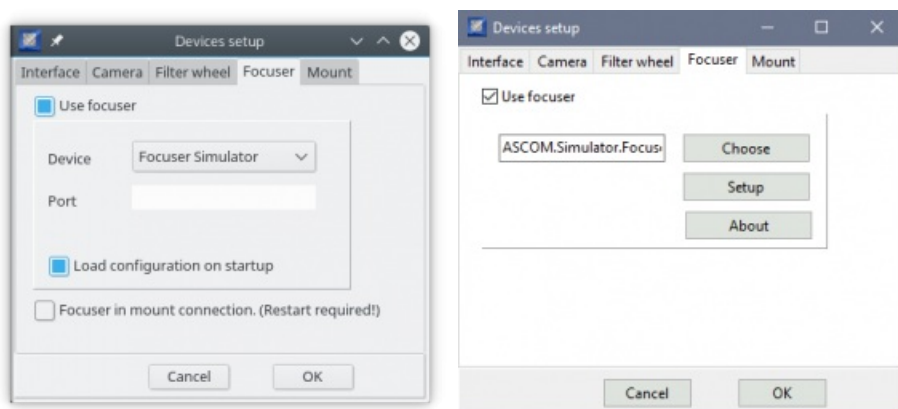 Devices setup
Interface Camera Filter wheel Focuser Mount
Use focuser
Device Focuser Simulator
Port
Load configuration on startup
Focuser in mount connection. (Restart required!)
Cancel OK
Devices setup
Interface Camera Filter wheel Focuser Mount
Use focuser
ASCOM.Simulator.Focus Choose
Setup
About
Cancel OK